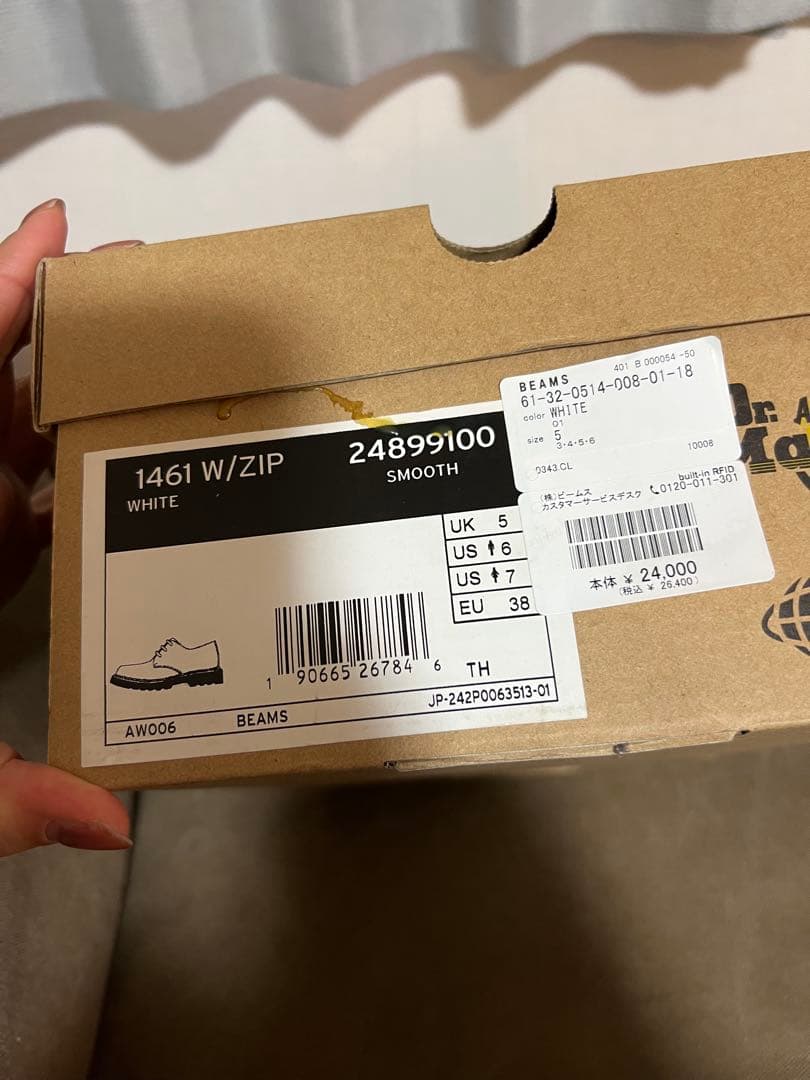 1461 W/ZIP
24899100
WHITE
SMOOTH
UK 5
US 6
US 7
EU 38
1 90665 26784 6
TH
JP-242P0063513-01
AW006
BEAMS
401 B 000054 -50
BEAMS
61-32-0514-008-01-18
color WHITE
01
size 5
3・4・5・6
10008
0343.CL
built-in RFID
(株)ビームス
カスタマーサービスデスク 0120-011-301
本体 ¥ 24,000
(税込 ¥ 26,400)
Dr.